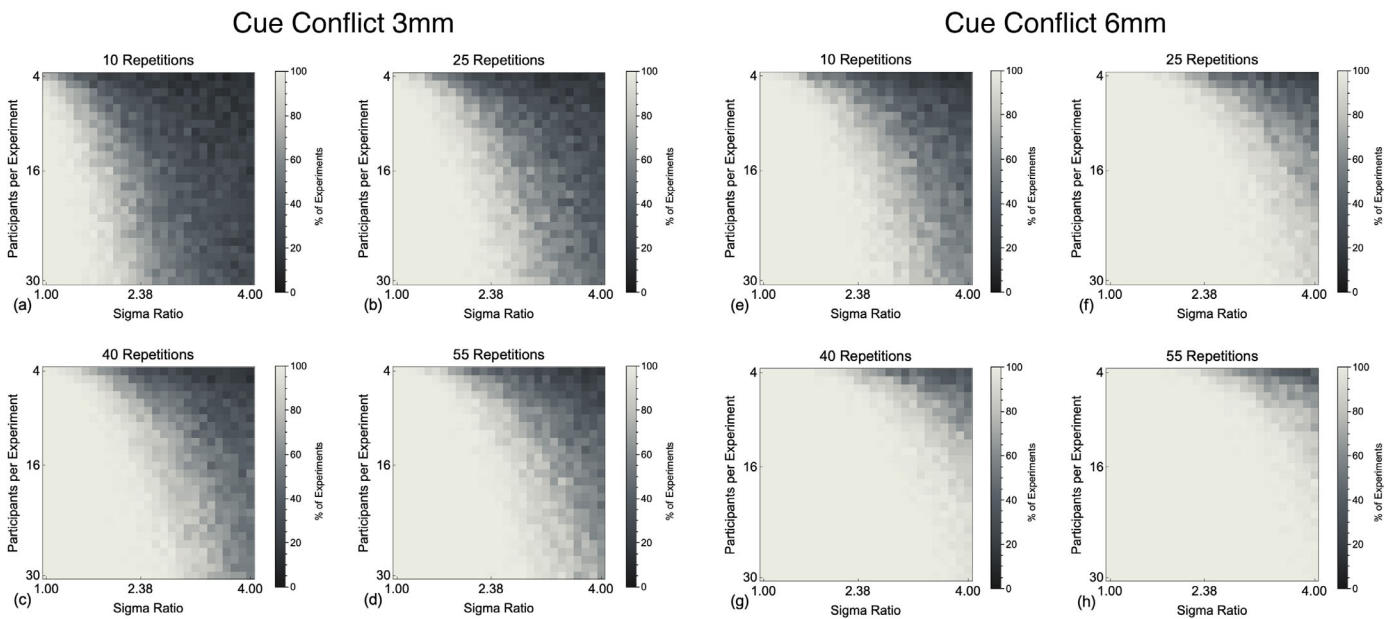 Cue Conflict 3mm
Cue Conflict 6mm
10 Repetitions
Participants per Experiment
4
16
30
1.00
2.38
4.00
Sigma Ratio
100
80
60
40
20
0
% of Experiments
(a)
25 Repetitions
Participants per Experiment
4
16
30
1.00
2.38
4.00
Sigma Ratio
100
80
60
40
20
0
% of Experiments
(b)
10 Repetitions
Participants per Experiment
4
16
30
1.00
2.38
4.00
Sigma Ratio
100
80
60
40
20
0
% of Experiments
(e)
25 Repetitions
Participants per Experiment
4
16
30
1.00
2.38
4.00
Sigma Ratio
100
80
60
40
20
0
% of Experiments
(f)
40 Repetitions
Participants per Experiment
4
16
30
1.00
2.38
4.00
Sigma Ratio
100
80
60
40
20
0
% of Experiments
(c)
55 Repetitions
Participants per Experiment
4
16
30
1.00
2.38
4.00
Sigma Ratio
100
80
60
40
20
0
% of Experiments
(d)
40 Repetitions
Participants per Experiment
4
16
30
1.00
2.38
4.00
Sigma Ratio
100
80
60
40
20
0
% of Experiments
(g)
55 Repetitions
Participants per Experiment
4
16
30
1.00
2.38
4.00
Sigma Ratio
100
80
60
40
20
0
% of Experiments
(h)